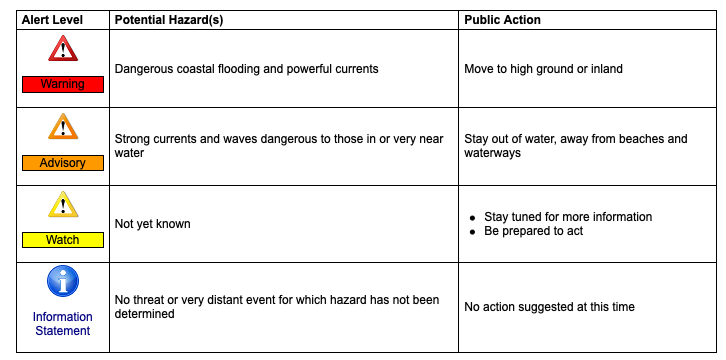 Alert Level
Potential Hazard(s)
Public Action
!
Warning
Dangerous coastal flooding and powerful currents
Move to high ground or inland
!
Advisory
Strong currents and waves dangerous to those in or very near
water
Stay out of water, away from beaches and
waterways
!
Watch
Not yet known
● Stay tuned for more information
● Be prepared to act
i
Information
Statement
No threat or very distant event for which hazard has not been
determined
No action suggested at this time